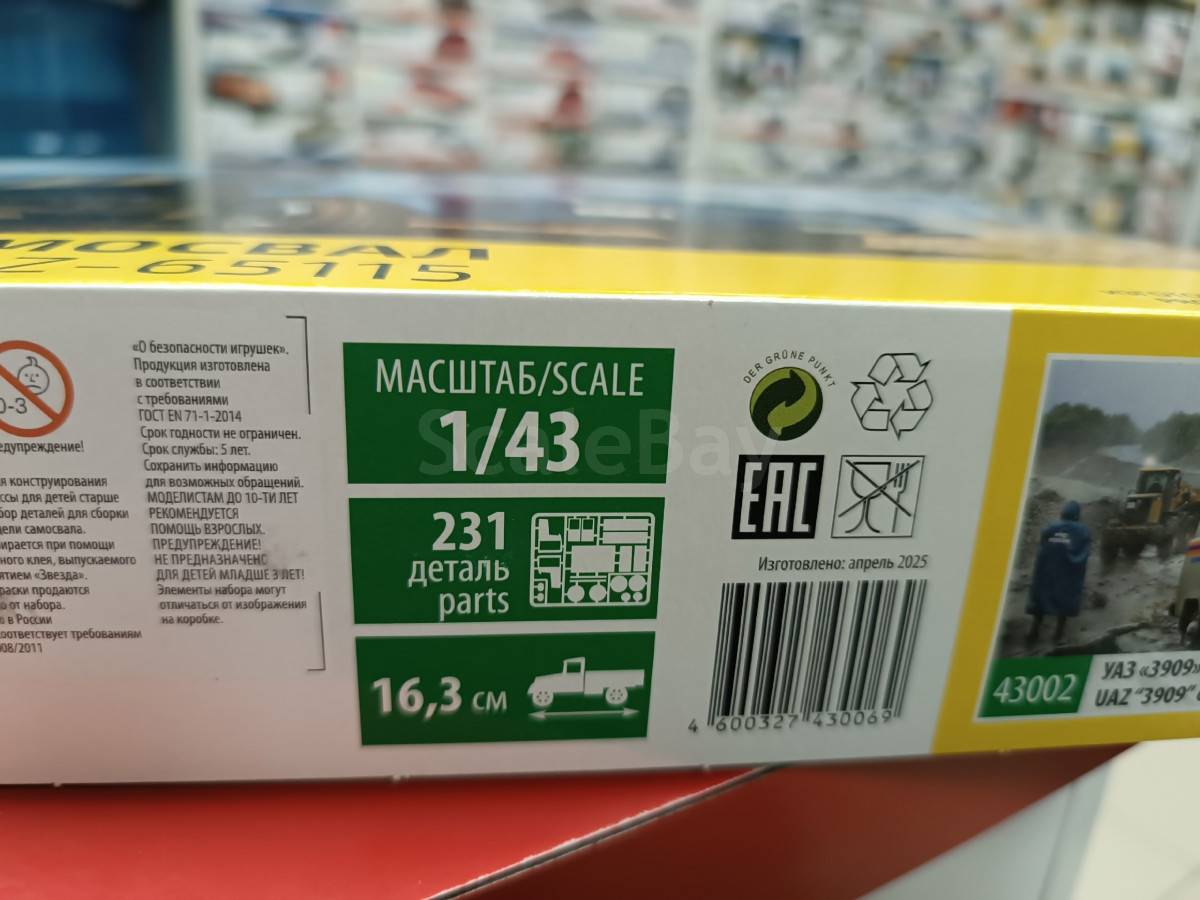 МОСВАЛ
Z-65115
«О безопасности игрушек».
Продукция изготовлена
в соответствии
с требованиями
ГОСТ EN 71-1-2014
Срок годности не ограничен.
Срок службы: 5 лет.
Сохранить информацию
для возможных обращений.
МОДЕЛИСТАМ ДО 10-ТИ ЛЕТ
РЕКОМЕНДУЕТСЯ
ПОМОЩЬ ВЗРОСЛЫХ.
ПРЕДУПРЕЖДЕНИЕ!
НЕ ПРЕДНАЗНАЧЕНО
ДЛЯ ДЕТЕЙ МЛАДШЕ 3 ЛЕТ!
Элементы набора могут
отличаться от изображения
на коробке.
0-3
едупреждение!
я конструирования
ссы для детей старше
бор деталей для сборки
дели самосвала.
бирается при помощи
ного клея, выпускаемого
ятием «Звезда».
раски продаются
о от набора.
о в России
соответствует требованиям
008/2011
МАСШТАБ/SCALE
1/43
231
деталь
parts
16,3 см
DER GRÜNE PUNKT
EAC
Изготовлено: апрель 2025
4 600327 430069
43002
УАЗ «3909»
UAZ "3909"
ScaleBay